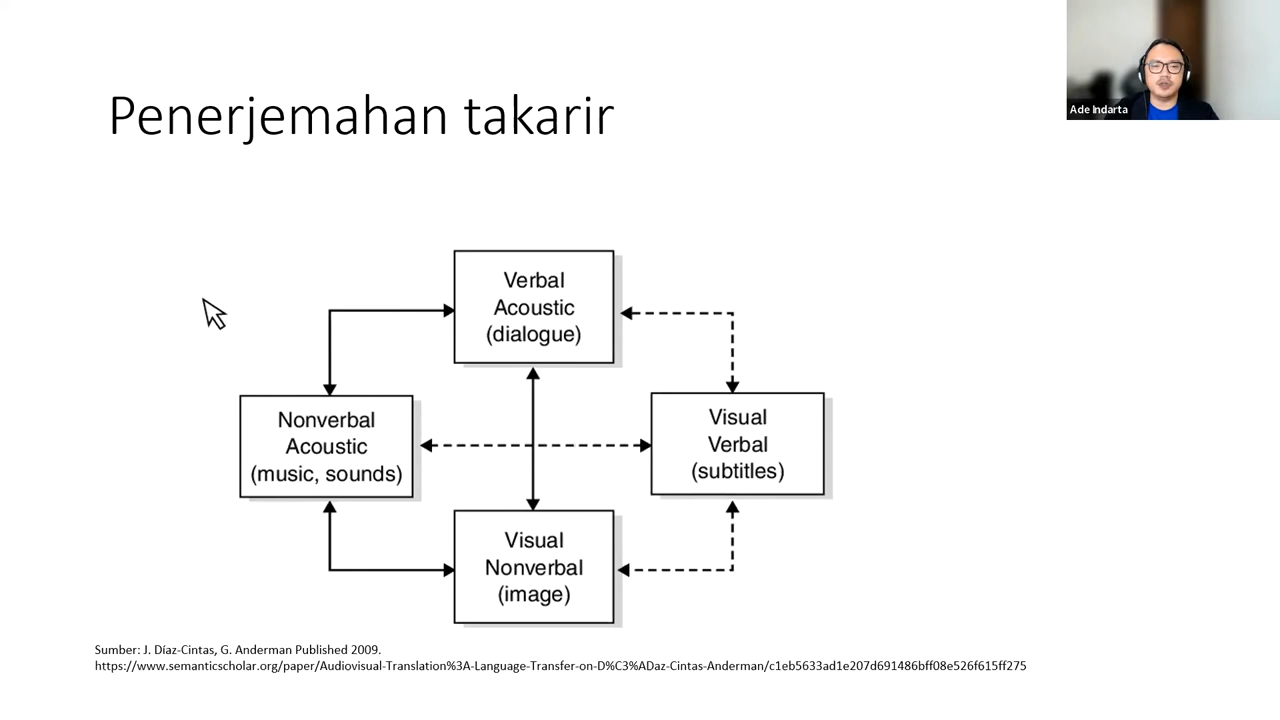 Penerjemahan takarir
Ade Indarta
Verbal
Acoustic
(dialogue)
Nonverbal
Acoustic
(music, sounds)
Visual
Verbal
(subtitles)
Visual
Nonverbal
(image)
Sumber: J. Díaz-Cintas, G. Anderman Published 2009.
https://www.semanticscholar.org/paper/Audiovisual-Translation%3A-Language-Transfer-on-D%C3%ADaz-Cintas-Anderman/c1eb5633ad1e207d691486bff08e526f615ff275